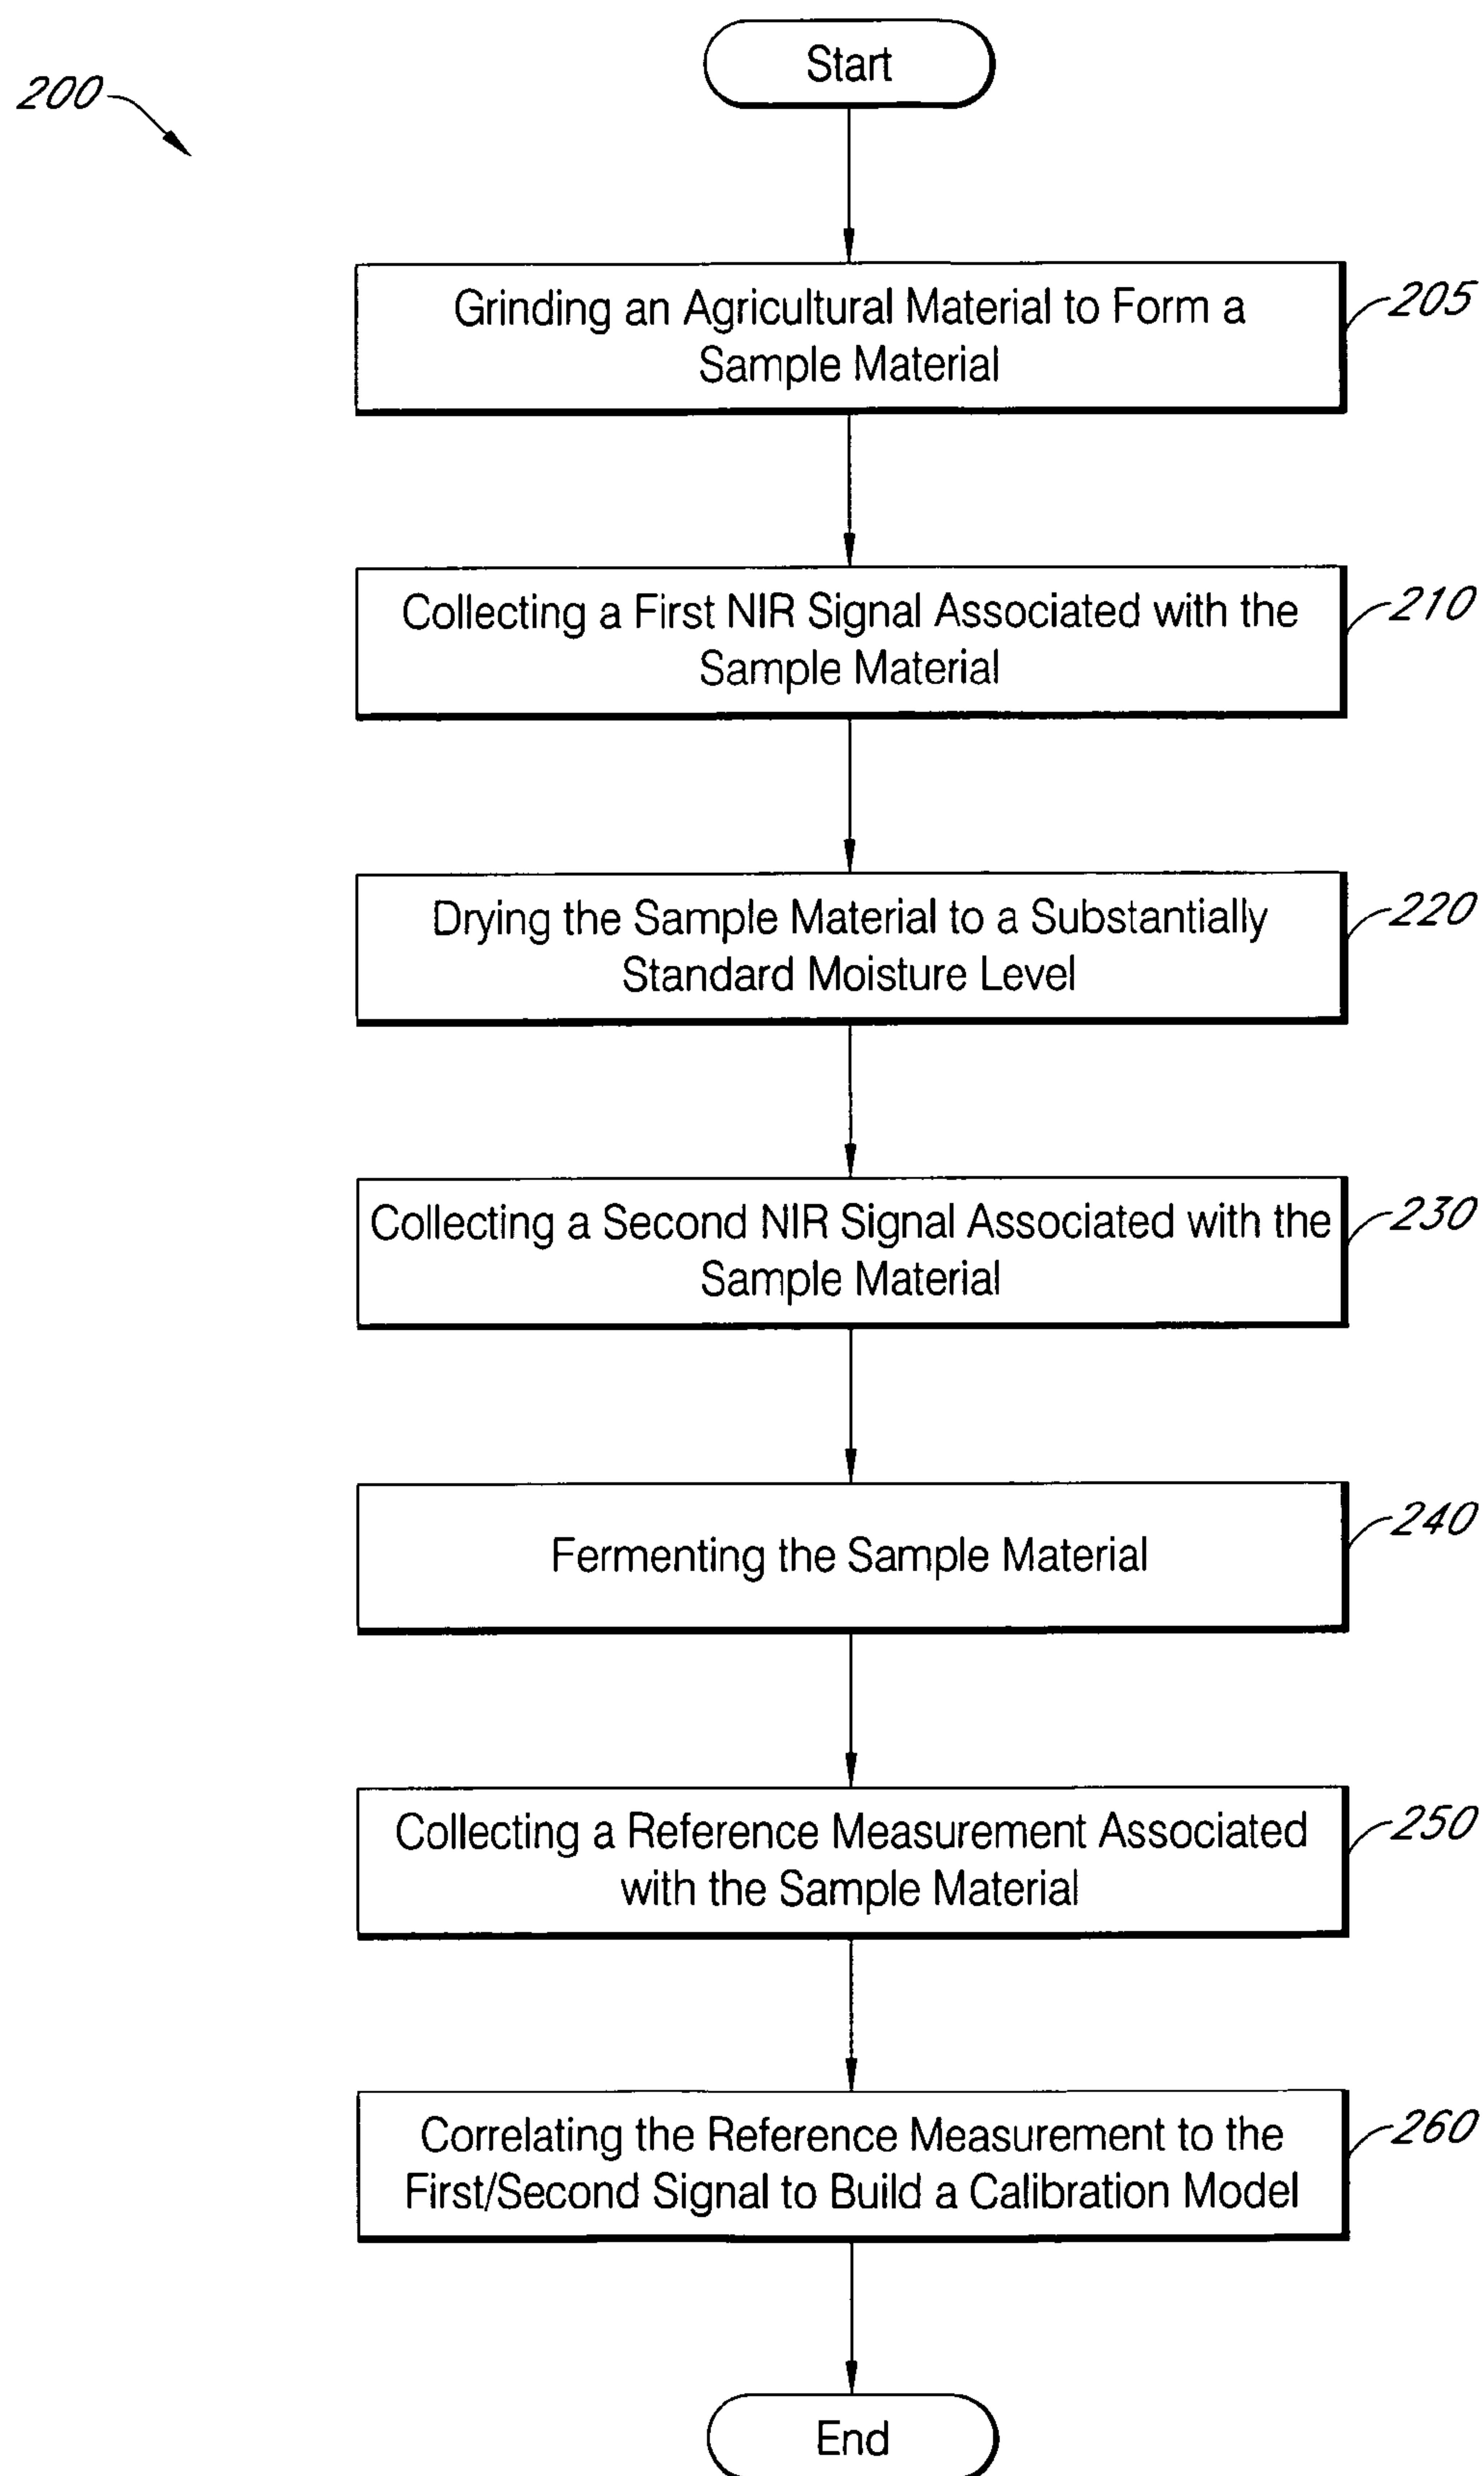 Start
200
Grinding an Agricultural Material to Form a
Sample Material
205
Collecting a First NIR Signal Associated with the
Sample Material
210
Drying the Sample Material to a Substantially
Standard Moisture Level
220
Collecting a Second NIR Signal Associated with the
Sample Material
230
Fermenting the Sample Material
240
Collecting a Reference Measurement Associated
with the Sample Material
250
Correlating the Reference Measurement to the
First/Second Signal to Build a Calibration Model
260
End